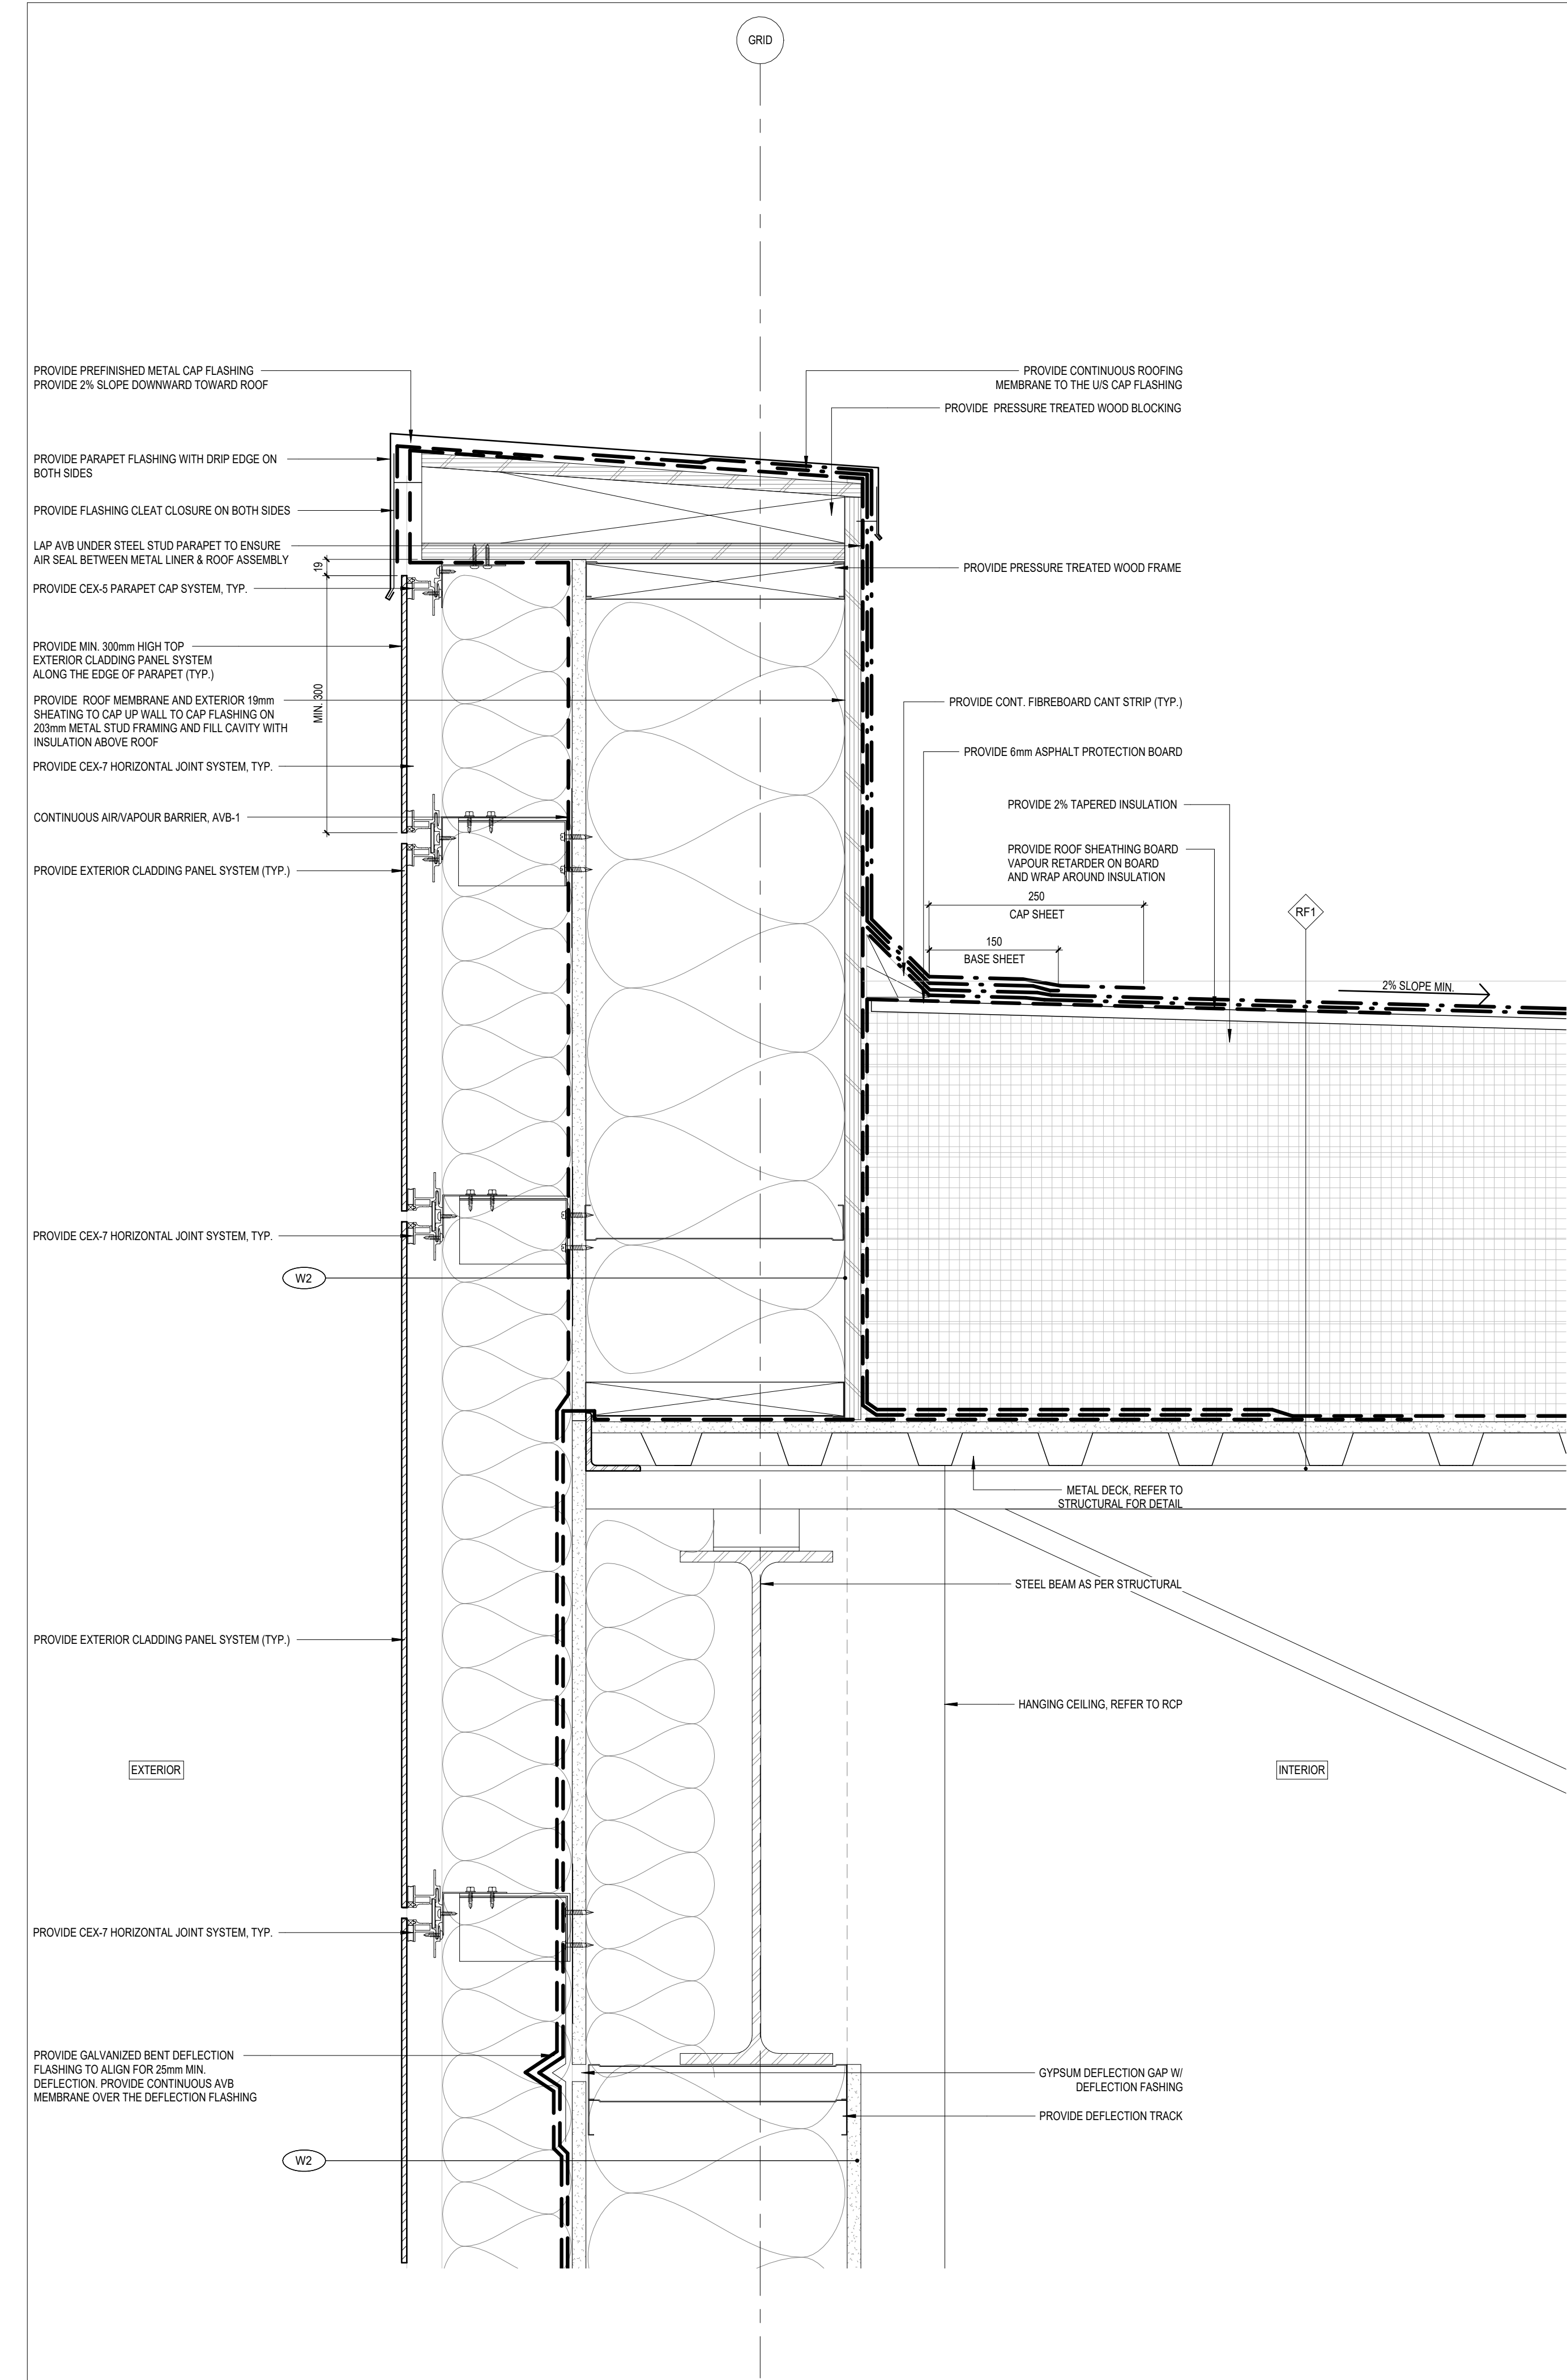 GRID
PROVIDE PREFINISHED METAL CAP FLASHING
PROVIDE 2% SLOPE DOWNWARD TOWARD ROOF
PROVIDE PARAPET FLASHING WITH DRIP EDGE ON
BOTH SIDES
PROVIDE FLASHING CLEAT CLOSURE ON BOTH SIDES
LAP AVB UNDER STEEL STUD PARAPET TO ENSURE
AIR SEAL BETWEEN METAL LINER & ROOF ASSEMBLY
19
PROVIDE CEX-5 PARAPET CAP SYSTEM, TYP.
PROVIDE MIN. 300mm HIGH TOP
EXTERIOR CLADDING PANEL SYSTEM
ALONG THE EDGE OF PARAPET (TYP.)
MIN. 300
PROVIDE ROOF MEMBRANE AND EXTERIOR 19mm
SHEATING TO CAP UP WALL TO CAP FLASHING ON
203mm METAL STUD FRAMING AND FILL CAVITY WITH
INSULATION ABOVE ROOF
PROVIDE CEX-7 HORIZONTAL JOINT SYSTEM, TYP.
CONTINUOUS AIR/VAPOUR BARRIER, AVB-1
PROVIDE EXTERIOR CLADDING PANEL SYSTEM (TYP.)
PROVIDE CEX-7 HORIZONTAL JOINT SYSTEM, TYP.
W2
PROVIDE EXTERIOR CLADDING PANEL SYSTEM (TYP.)
EXTERIOR
PROVIDE CEX-7 HORIZONTAL JOINT SYSTEM, TYP.
PROVIDE GALVANIZED BENT DEFLECTION
FLASHING TO ALIGN FOR 25mm MIN.
DEFLECTION. PROVIDE CONTINUOUS AVB
MEMBRANE OVER THE DEFLECTION FLASHING
W2
PROVIDE CONTINUOUS ROOFING
MEMBRANE TO THE U/S CAP FLASHING
PROVIDE PRESSURE TREATED WOOD BLOCKING
PROVIDE PRESSURE TREATED WOOD FRAME
PROVIDE CONT. FIBREBOARD CANT STRIP (TYP.)
PROVIDE 6mm ASPHALT PROTECTION BOARD
PROVIDE 2% TAPERED INSULATION
PROVIDE ROOF SHEATHING BOARD
VAPOUR RETARDER ON BOARD
AND WRAP AROUND INSULATION
250
CAP SHEET
150
BASE SHEET
RF1
2% SLOPE MIN.
METAL DECK, REFER TO
STRUCTURAL FOR DETAIL
STEEL BEAM AS PER STRUCTURAL
HANGING CEILING, REFER TO RCP
INTERIOR
GYPSUM DEFLECTION GAP W/
DEFLECTION FASHING
PROVIDE DEFLECTION TRACK